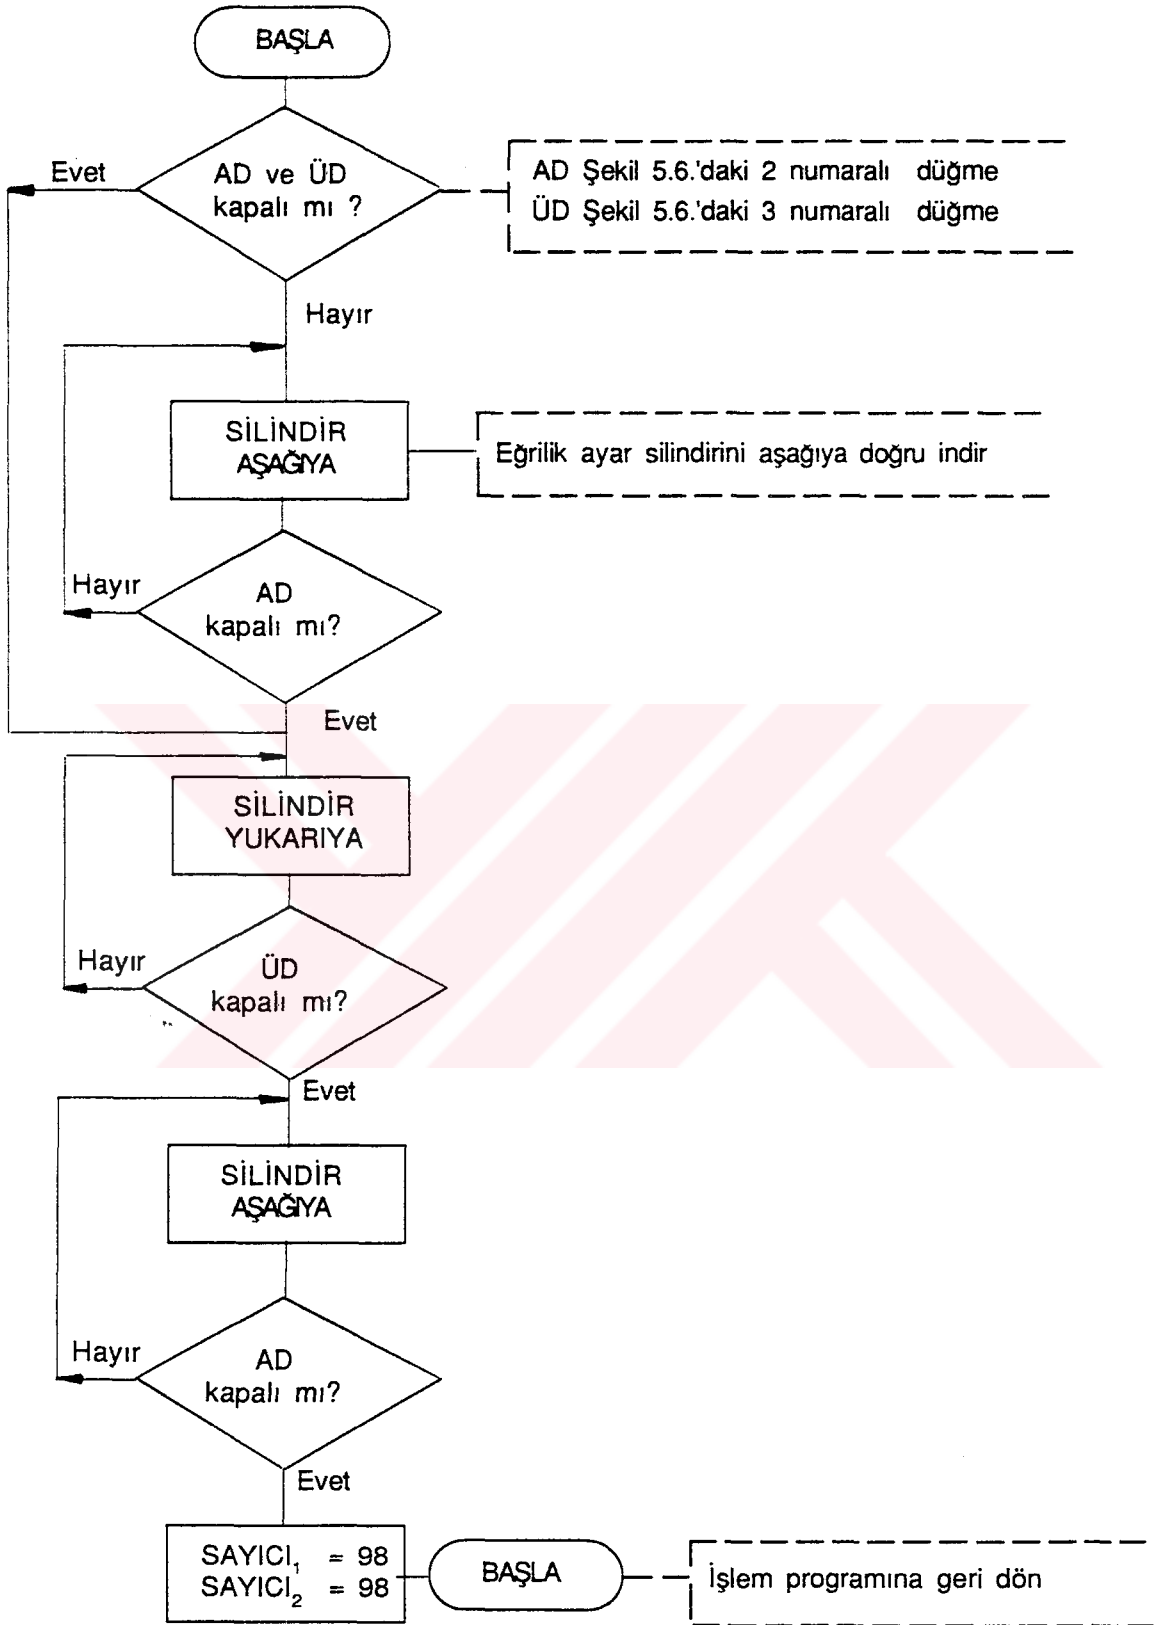 BAŞLA
Evet
AD ve ÜD
kapalı mı ?
AD Şekil 5.6.'daki 2 numaralı düğme
ÜD Şekil 5.6.'daki 3 numaralı düğme
Hayır
SİLİNDİR
AŞAĞIYA
Eğrilik ayar silindirini aşağıya doğru indir
Hayır
AD
kapalı mı?
Evet
SİLİNDİR
YUKARIYA
Hayır
ÜD
kapalı mı?
Evet
SİLİNDİR
AŞAĞIYA
Hayır
AD
kapalı mı?
Evet
SAYICI₁ = 98
SAYICI₂ = 98
BAŞLA
İşlem programına geri dön